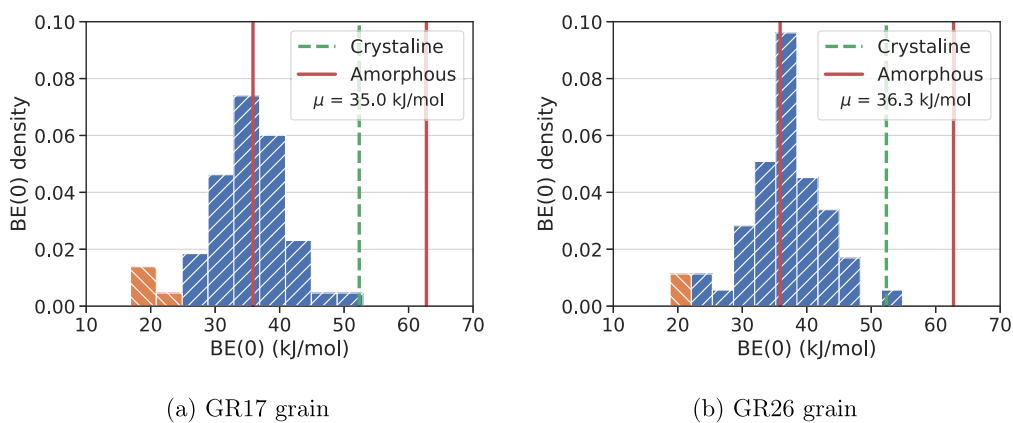 0.10
0.08
0.06
0.04
0.02
0.00
BE(0) density
10 20 30 40 50 60 70
BE(0) (kJ/mol)
Crystaline
Amorphous
μ = 35.0 kJ/mol
(a) GR17 grain
0.10
0.08
0.06
0.04
0.02
0.00
BE(0) density
10 20 30 40 50 60 70
BE(0) (kJ/mol)
Crystaline
Amorphous
μ = 36.3 kJ/mol
(b) GR26 grain